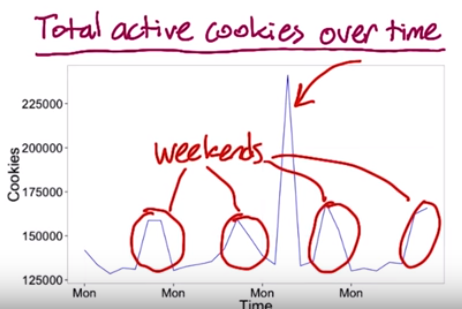 Total active cookies over time
225000
200000
weekends
175000
150000
125000
Cookies
Mon Mon Mon Mon
Time